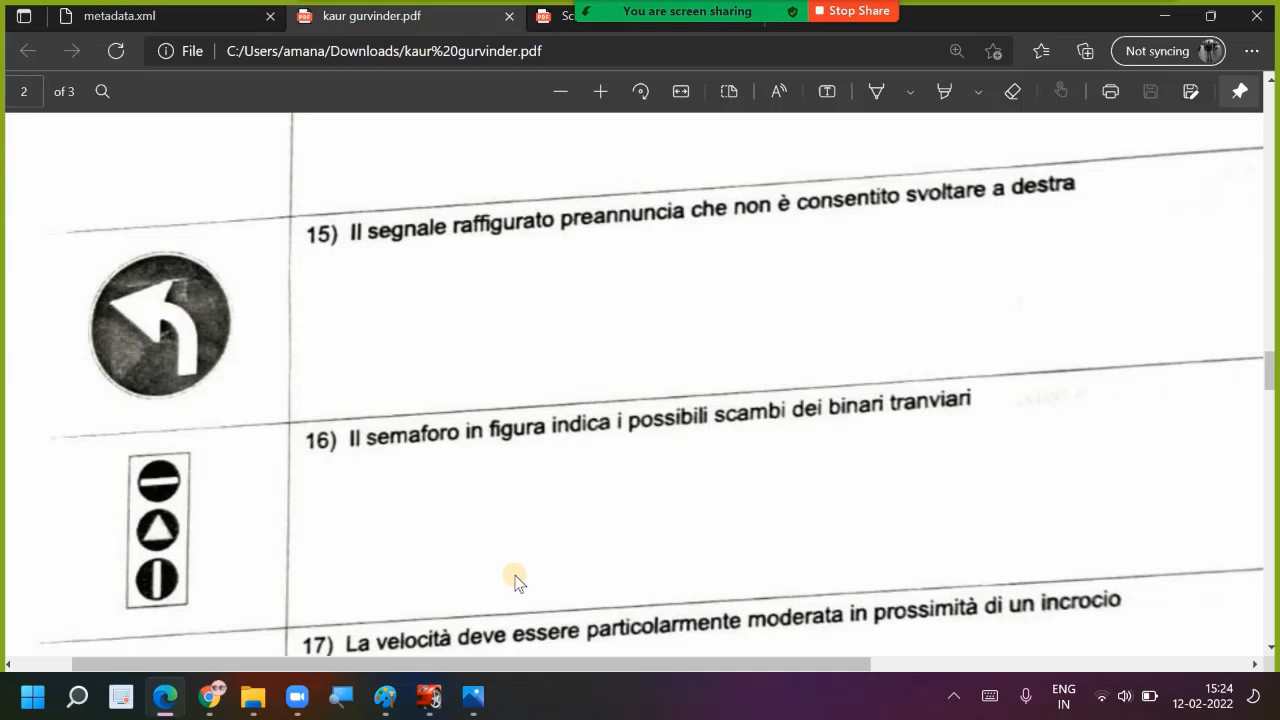 metadata.xml
kaur gurvinder.pdf
Sc
You are screen sharing
Stop Share
File
C:/Users/amana/Downloads/kaur%20gurvinder.pdf
Not syncing
2 of 3
15) Il segnale raffigurato preannuncia che non è consentito svoltare a destra
16) Il semaforo in figura indica i possibili scambi dei binari tranviari
17) La velocità deve essere particolarmente moderata in prossimità di un incrocio
ENG
IN
15:24
12-02-2022